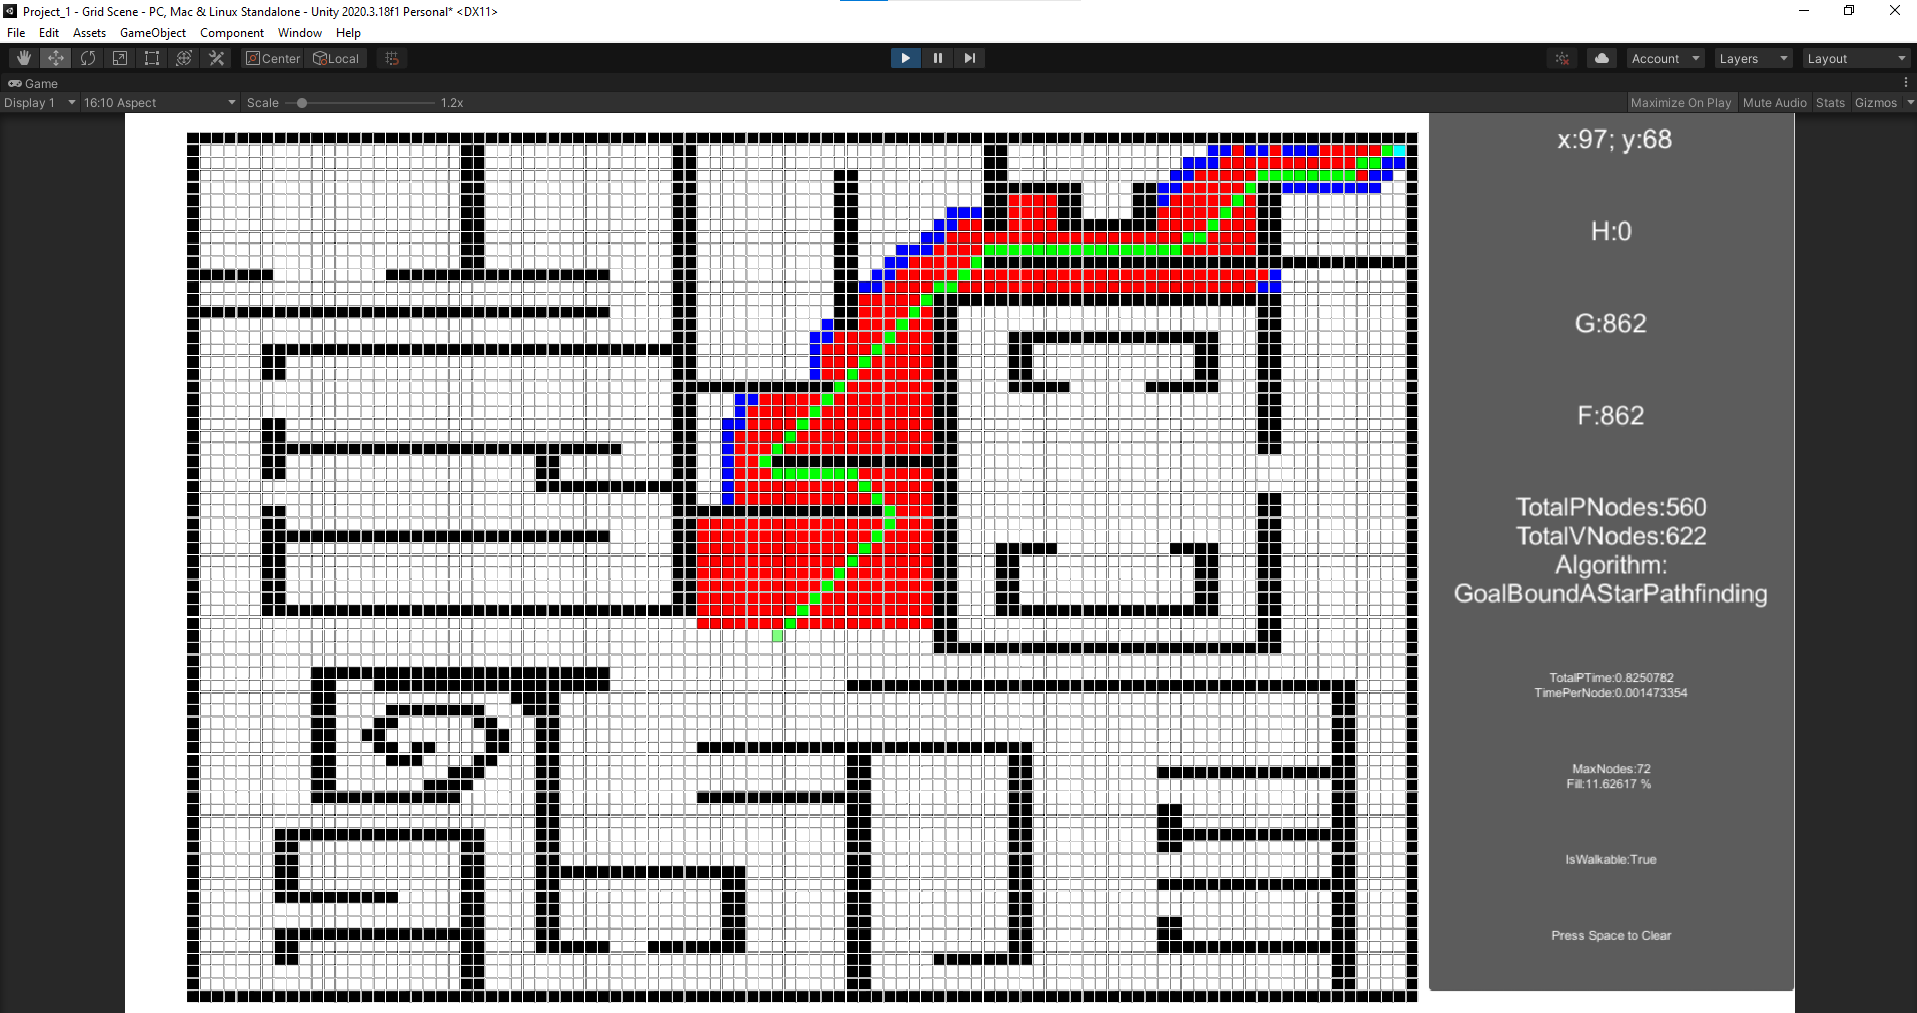 Project_1 - Grid Scene - PC, Mac & Linux Standalone - Unity 2020.3.18f1 Personal* <DX11>
File Edit Assets GameObject Component Window Help
Center Local Account Layers Layout
Game
Display 1 16:10 Aspect Scale 1.2x Maximize On Play Mute Audio Stats Gizmos
x:97; y:68
H:0
G:862
F:862
TotalPNodes:560
TotalVNodes:622
Algorithm:
GoalBoundAStarPathfinding
TotalPTime:0.8250782
TimePerNode:0.001473354
MaxNodes:72
Fill:11.62617 %
IsWalkable:True
Press Space to Clear